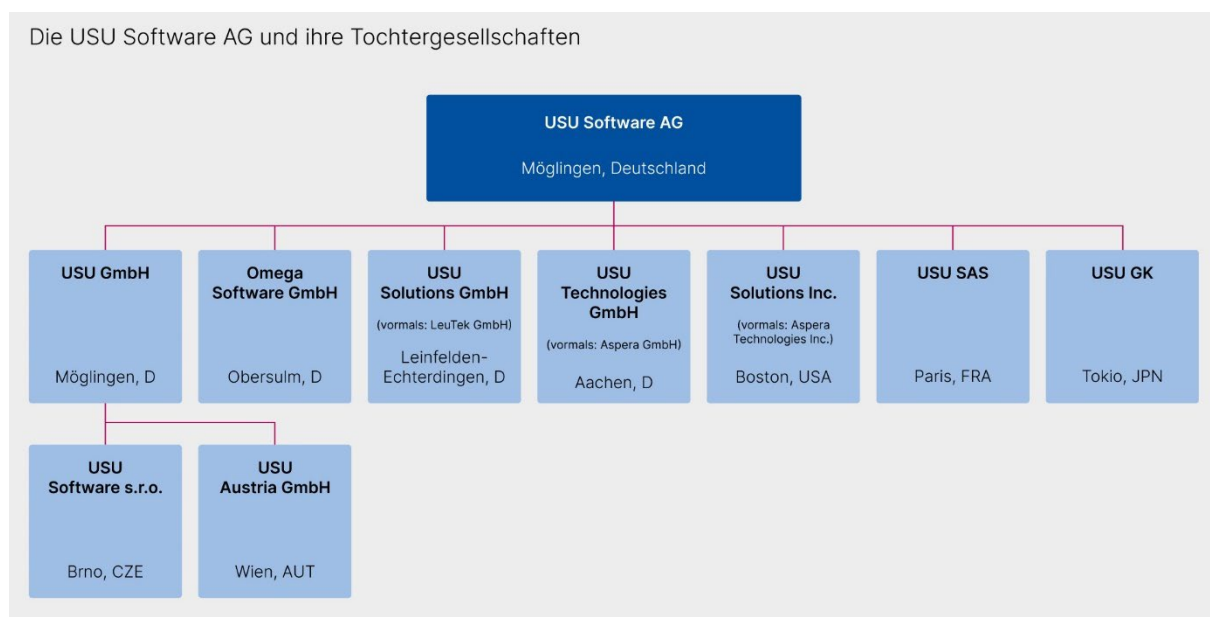 Die USU Software AG und ihre Tochtergesellschaften
USU Software AG
Möglingen, Deutschland
USU GmbH
Möglingen, D
Omega
Software GmbH
Obersulm, D
USU
Solutions GmbH
(vormals: LeuTek GmbH)
Leinfelden-
Echterdingen, D
USU
Technologies
GmbH
(vormals: Aspera GmbH)
Aachen, D
USU
Solutions Inc.
(vormals: Aspera
Technologies Inc.)
Boston, USA
USU SAS
Paris, FRA
USU GK
Tokio, JPN
USU
Software s.r.o.
Brno, CZE
USU
Austria GmbH
Wien, AUT